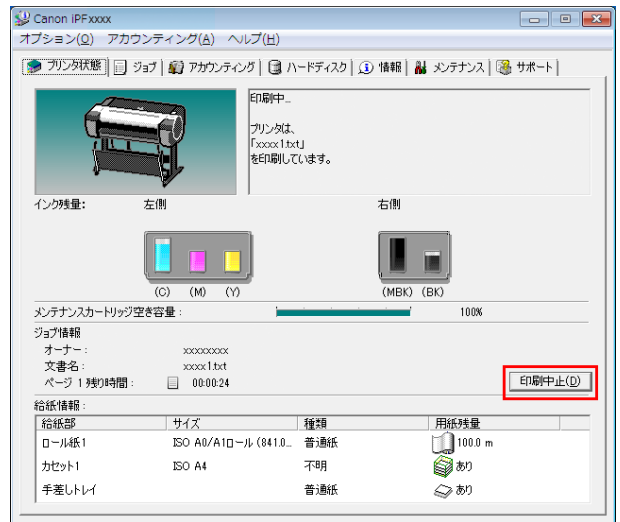 Canon iPFxxxx
オプション(O) アカウンティング(A) ヘルプ(H)
プリンタ状態 ジョブ アカウンティング ハードディスク 情報 メンテナンス サポート
印刷中...
プリンタは、
「xxxx1.txt」
を印刷しています。
インク残量: 左側 右側
(C) (M) (Y) (MBK) (BK)
メンテナンスカートリッジ空き容量: 100%
ジョブ情報
オーナー: xxxxxxxx
文書名: xxxx1.txt
ページ 1 残り時間: 00:00:24
印刷中止(D)
給紙情報:
給紙部 サイズ 種類 用紙残量
ロール紙1 ISO A0/A1ロール (841.0... 普通紙 100.0 m
カセット1 ISO A4 不明 あり
手差しトレイ 普通紙 あり